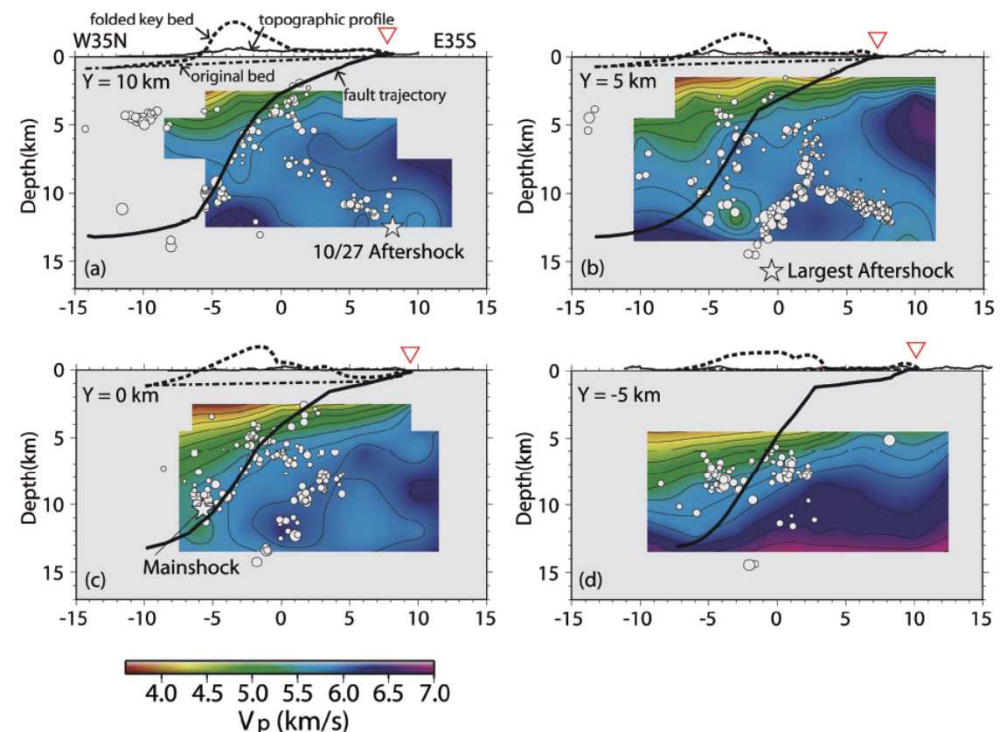 folded key bed
topographic profile
W35N
E35S
0
5
10
15
Depth(km)
Y = 10 km
original bed
fault trajectory
10/27 Aftershock
(a)
-15 -10 -5 0 5 10 15
0
5
10
15
Depth(km)
Y = 5 km
(b)
Largest Aftershock
-15 -10 -5 0 5 10 15
0
5
10
15
Depth(km)
Y = 0 km
Mainshock
(c)
-15 -10 -5 0 5 10 15
0
5
10
15
Depth(km)
Y = -5 km
(d)
-15 -10 -5 0 5 10 15
4.0 4.5 5.0 5.5 6.0 6.5 7.0
Vp (km/s)